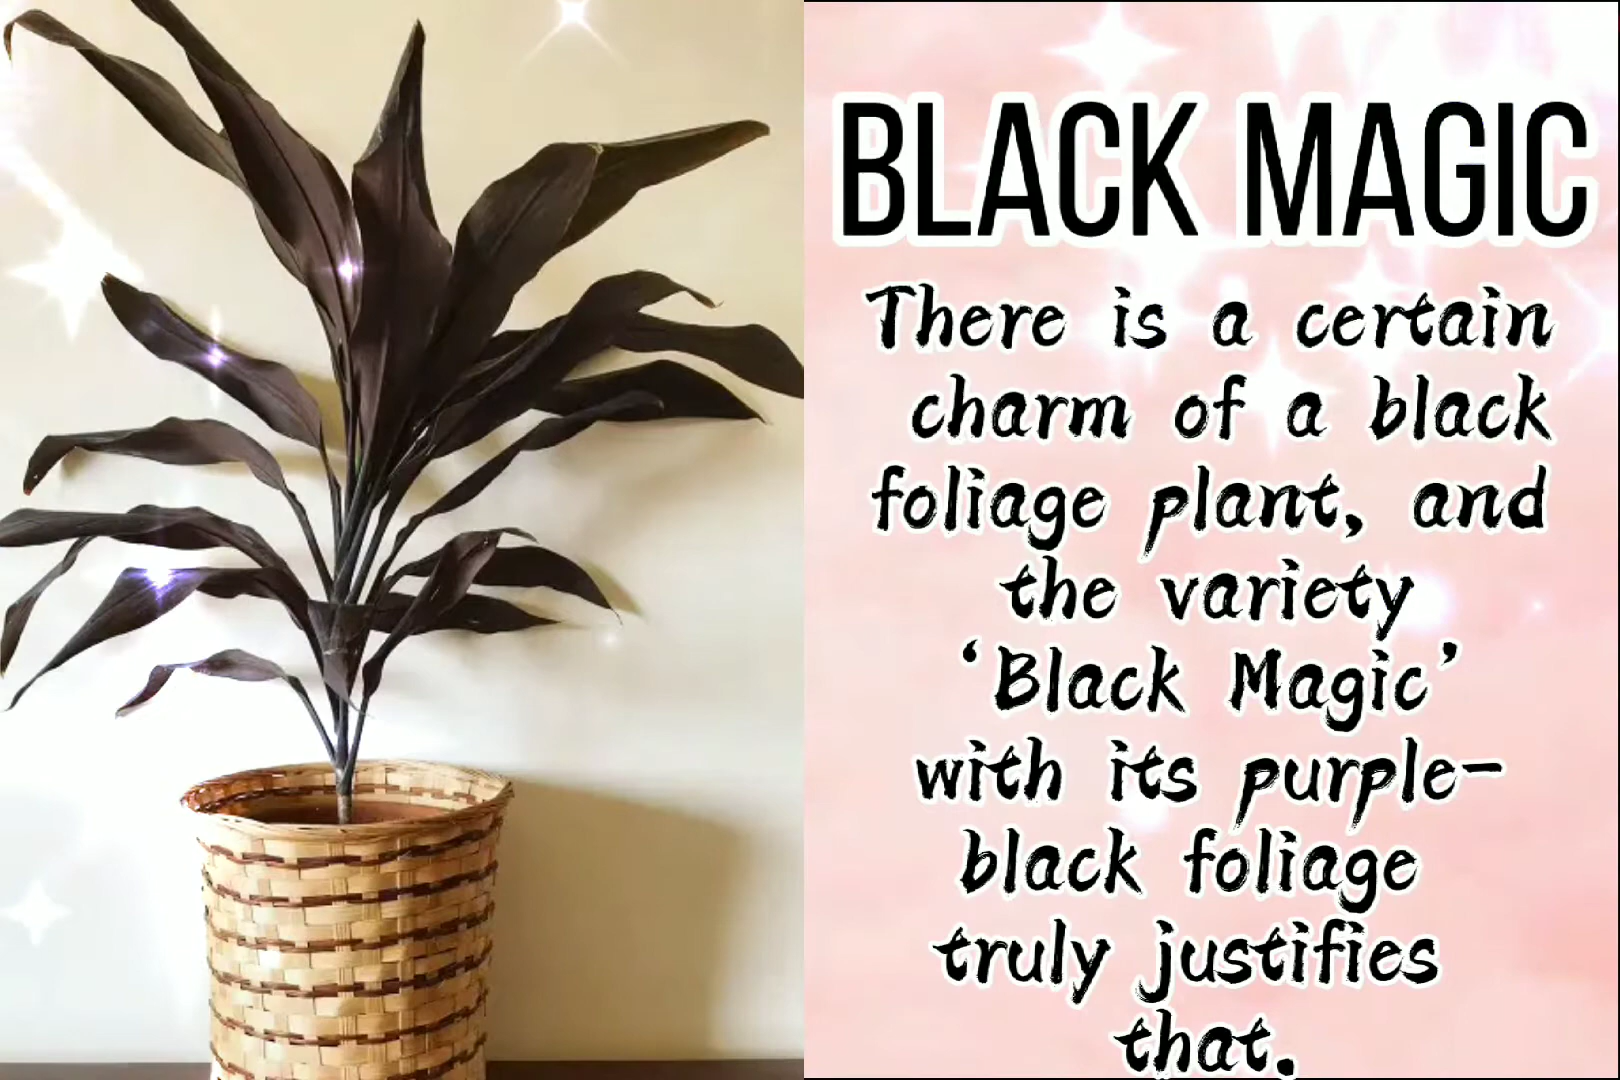 BLACK MAGIC
There is a certain
charm of a black
foliage plant, and
the variety
‘Black Magic’
with its purple-
black foliage
truly justifies
that.